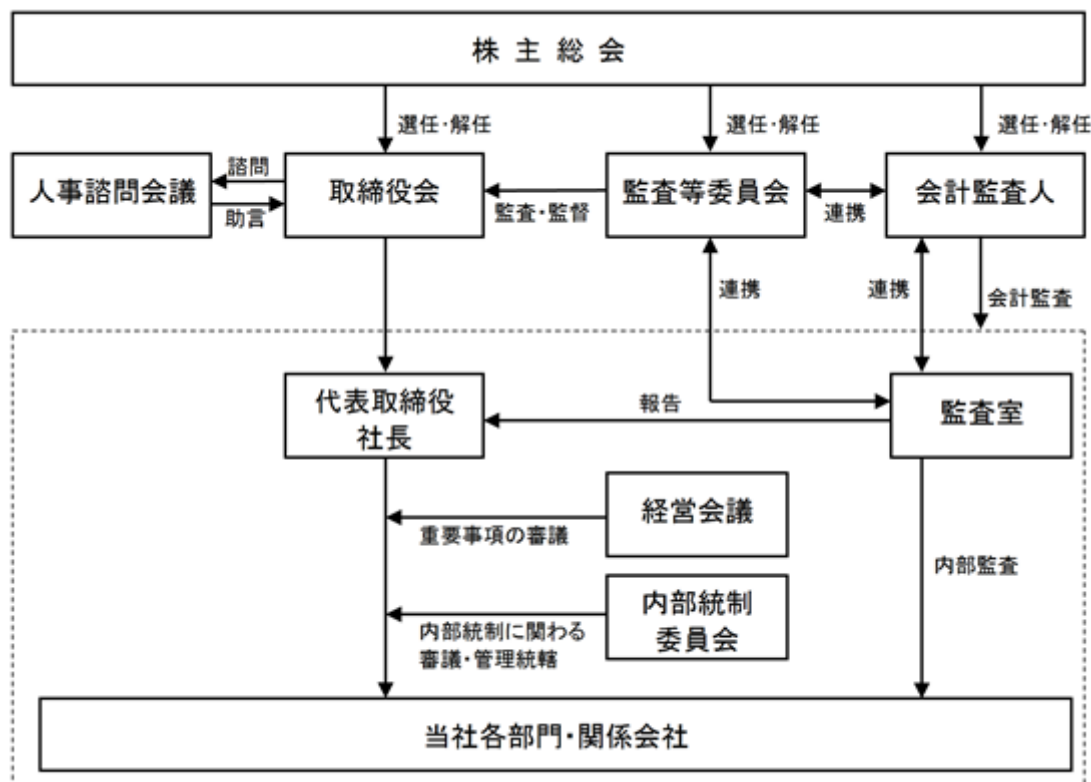 株主総会
選任・解任
選任・解任
選任・解任
人事諮問会議
諮問
助言
取締役会
監査・監督
監査等委員会
連携
会計監査人
連携
連携
会計監査
代表取締役
社長
報告
監査室
経営会議
重要事項の審議
内部監査
内部統制
委員会
内部統制に関わる
審議・管理統轄
当社各部門・関係会社